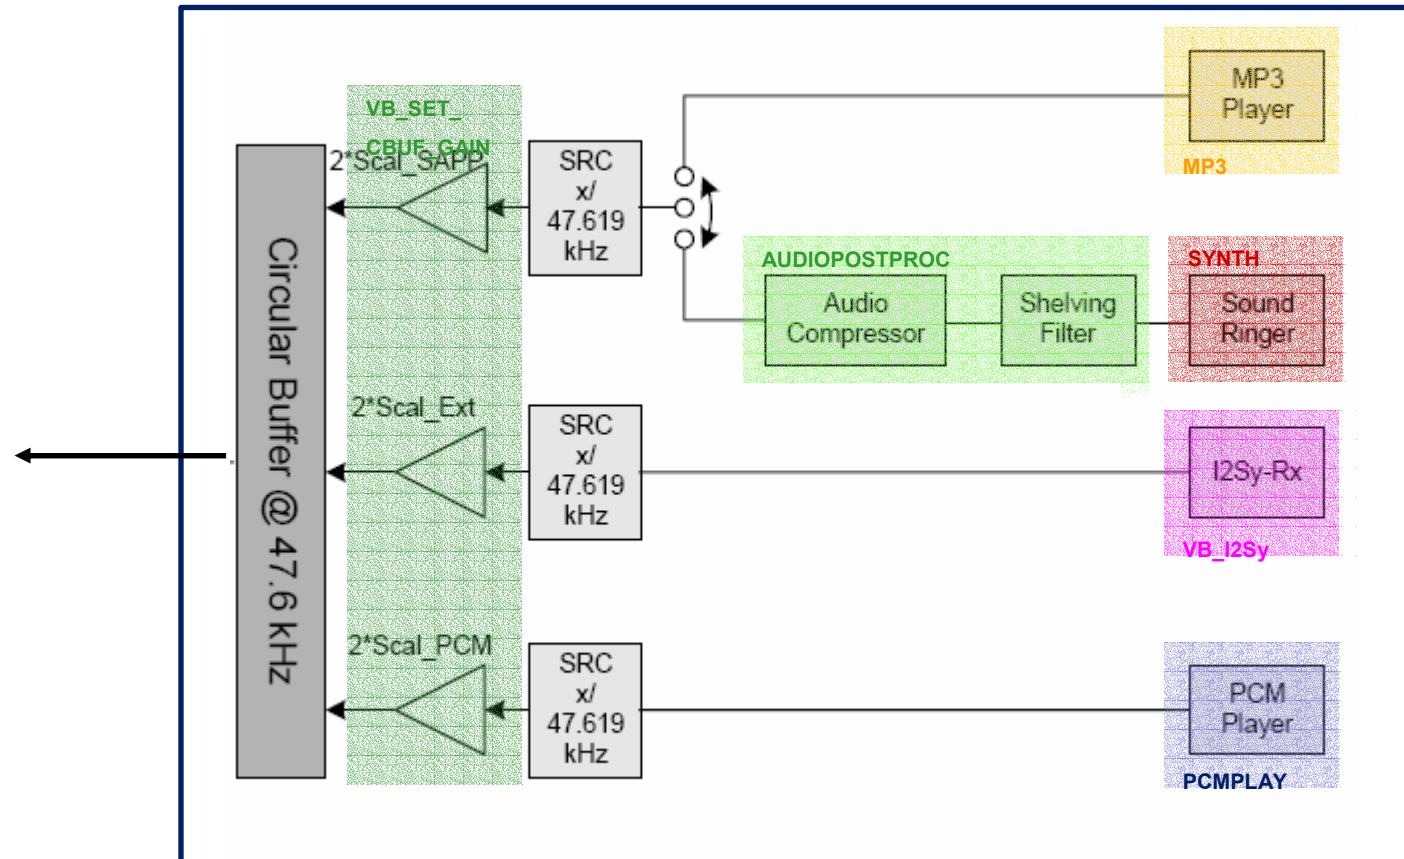 MP3
Player
MP3
VB_SET_
CBUF_GAIN
2*Scal_SAPP
SRC
x/
47.619
kHz
AUDIOPOSTPROC
Audio
Compressor
Shelving
Filter
SYNTH
Sound
Ringer
Circular Buffer @ 47.6 kHz
2*Scal_Ext
SRC
x/
47.619
kHz
I2Sy-Rx
VB_I2Sy
2*Scal_PCM
SRC
x/
47.619
kHz
PCM
Player
PCMPLAY